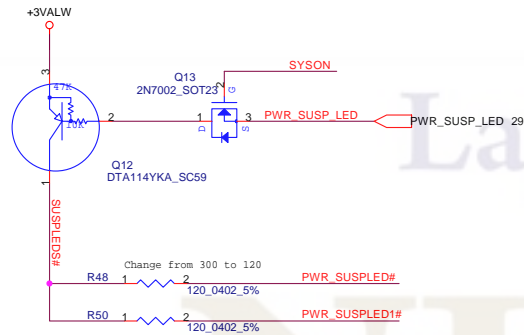 +3VALW
SYSON
Q13
2N7002_SOT23
3
47K
10K
2
G
2
1
D
S
3
PWR_SUSP_LED
PWR_SUSP_LED 29
Q12
DTA114YKA_SC59
1
SUSPLEDS#
Change from 300 to 120
R48
1
2
PWR_SUSPLED#
120_0402_5%
R50
1
2
PWR_SUSPLED1#
120_0402_5%
La